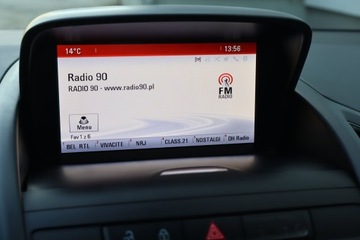 14°C
13:56
Radio 90
RADIO 90 - www.radio90.pl
FM
RADIO
Menu
Fav 1 z 6
BEL RTL
VIVACITE
NRJ
CLASS.21
NOSTALGI
OH Radio